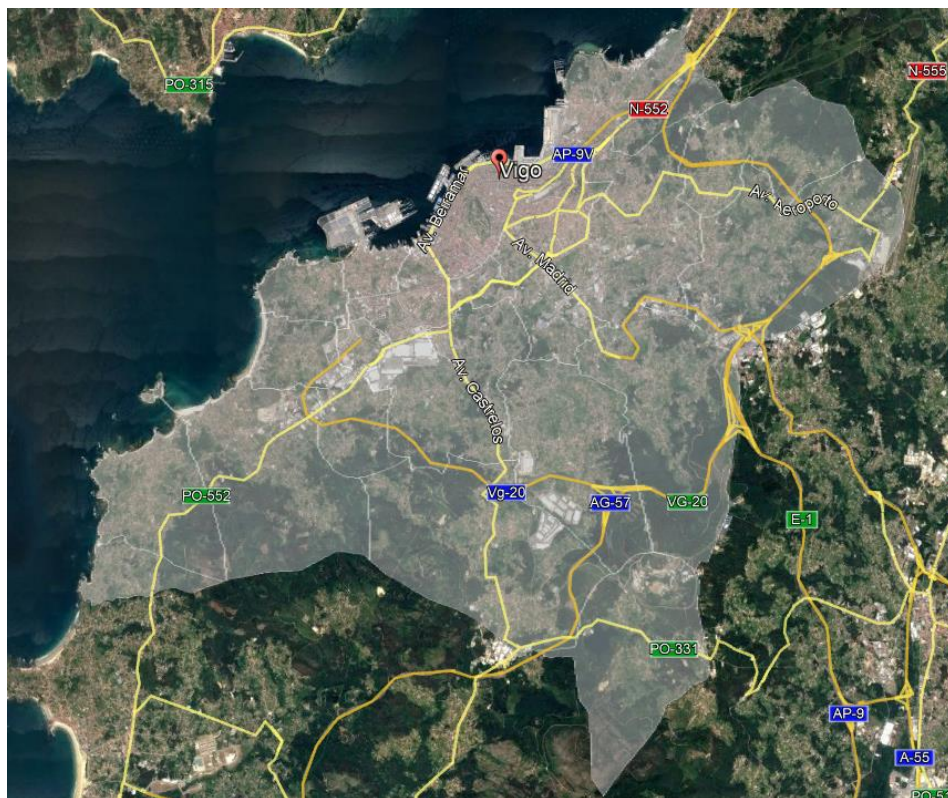 N-555
PO-315
N-552
AP-9V
Vigo
Av. Beiramar
Av. Aeroporto
Av. Madrid
Av. Castrelos
PO-552
Vg-20
AG-57
VG-20
E-1
PO-331
AP-9
A-55